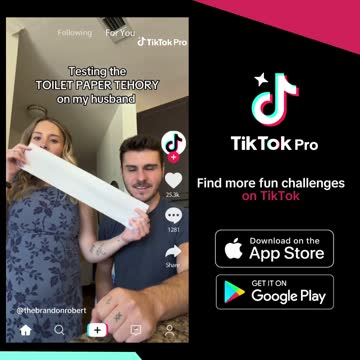 Following
For You
TikTok Pro
Testing the
TOILET PAPER TEHORY
on my husband
25.3k
1281
Share
@thebrandonrobert
TikTok Pro
Find more fun challenges
on TikTok
Download on the
App Store
GET IT ON
Google Play